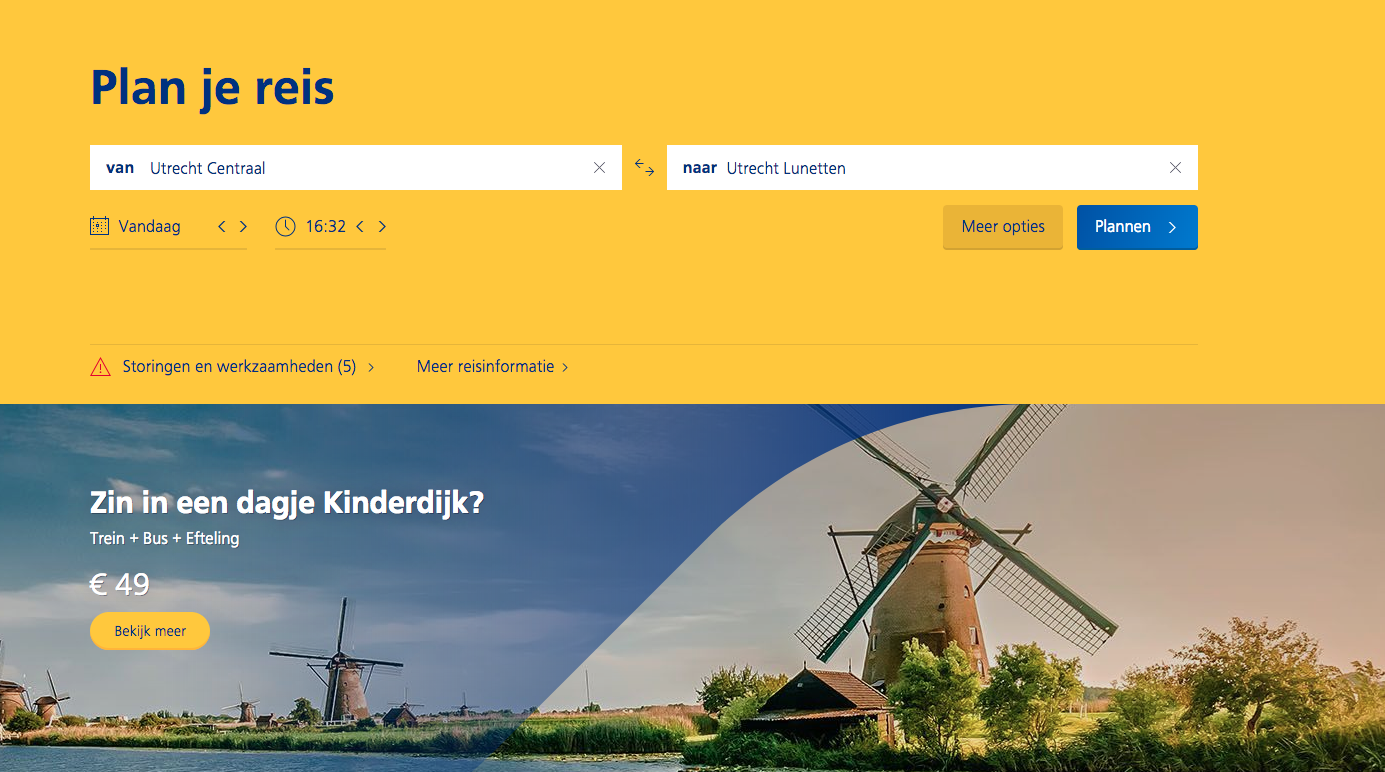 Plan je reis
van Utrecht Centraal
naar Utrecht Lunetten
Vandaag
16:32
Meer opties
Plannen
Storingen en werkzaamheden (5)
Meer reisinformatie
Zin in een dagje Kinderdijk?
Trein + Bus + Efteling
€ 49
Bekijk meer